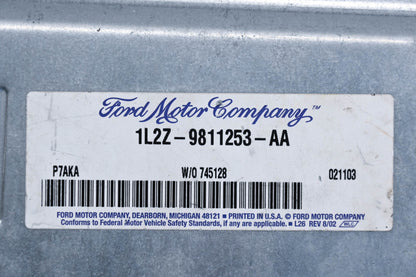 Ford Motor Company™
1L2Z-9811253-AA
P7AKA W/O 745128 021103
FORD MOTOR COMPANY, DEARBORN, MICHIGAN 48121 ■ PRINTED IN U.S.A. © FORD MOTOR COMPANY
Conforms to Federal Motor Vehicle Safety Standards, if any are applicable. ■ L26 REV 8/02